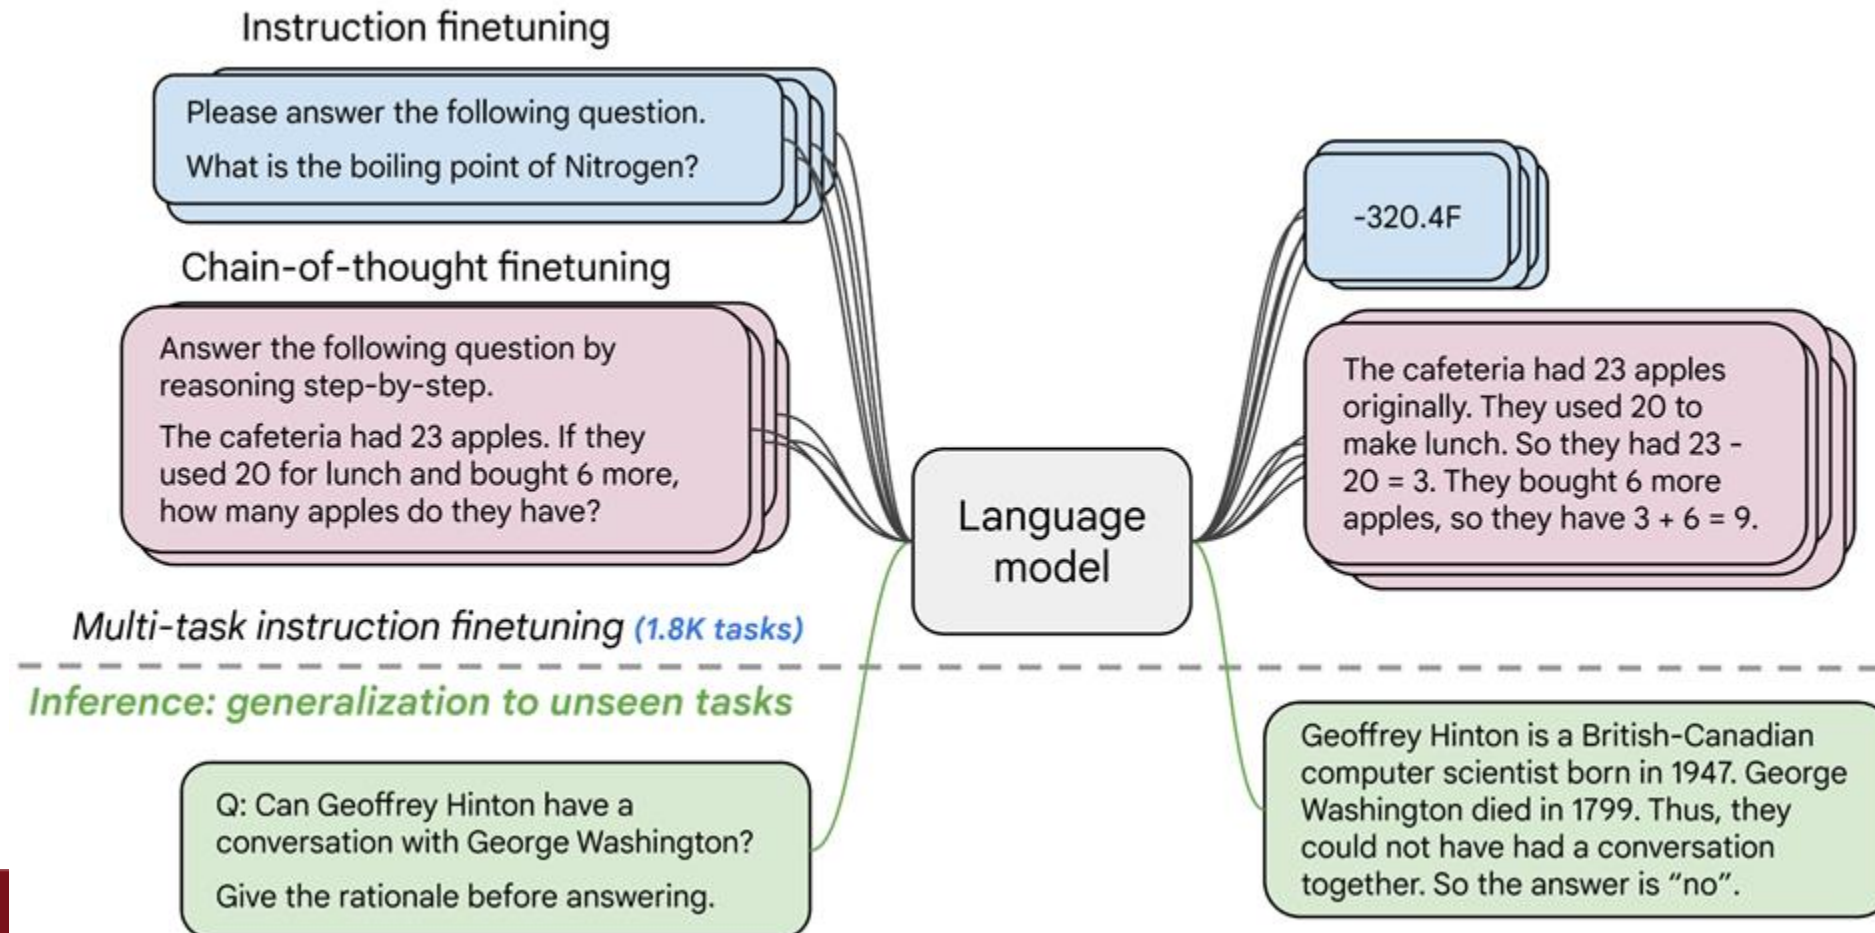 Instruction finetuning
Please answer the following question.
What is the boiling point of Nitrogen?
-320.4F
Chain-of-thought finetuning
Answer the following question by
reasoning step-by-step.
The cafeteria had 23 apples. If they
used 20 for lunch and bought 6 more,
how many apples do they have?
Language
model
The cafeteria had 23 apples
originally. They used 20 to
make lunch. So they had 23 -
20 = 3. They bought 6 more
apples, so they have 3 + 6 = 9.
Multi-task instruction finetuning (1.8K tasks)
Inference: generalization to unseen tasks
Q: Can Geoffrey Hinton have a
conversation with George Washington?
Give the rationale before answering.
Geoffrey Hinton is a British-Canadian
computer scientist born in 1947. George
Washington died in 1799. Thus, they
could not have had a conversation
together. So the answer is “no”.